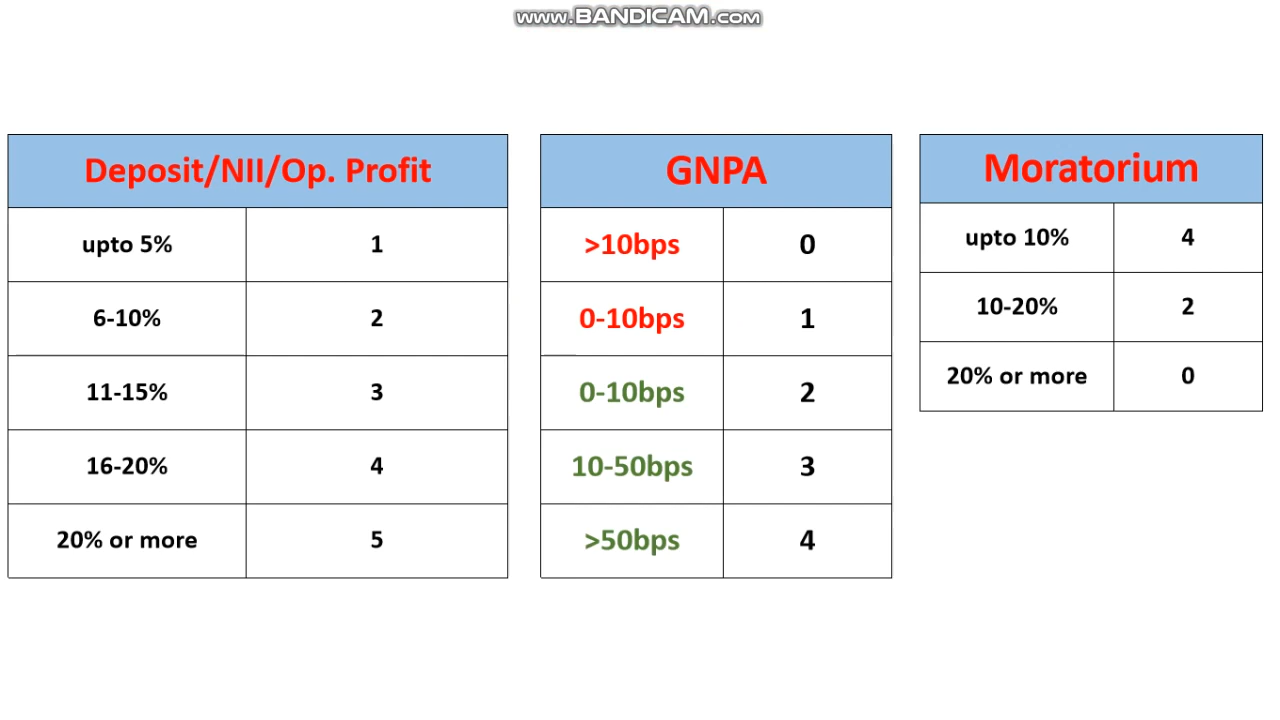 www.BANDICAM.com
Deposit/NII/Op. Profit
upto 5% 1
6-10% 2
11-15% 3
16-20% 4
20% or more 5
GNPA
>10bps 0
0-10bps 1
0-10bps 2
10-50bps 3
>50bps 4
Moratorium
upto 10% 4
10-20% 2
20% or more 0